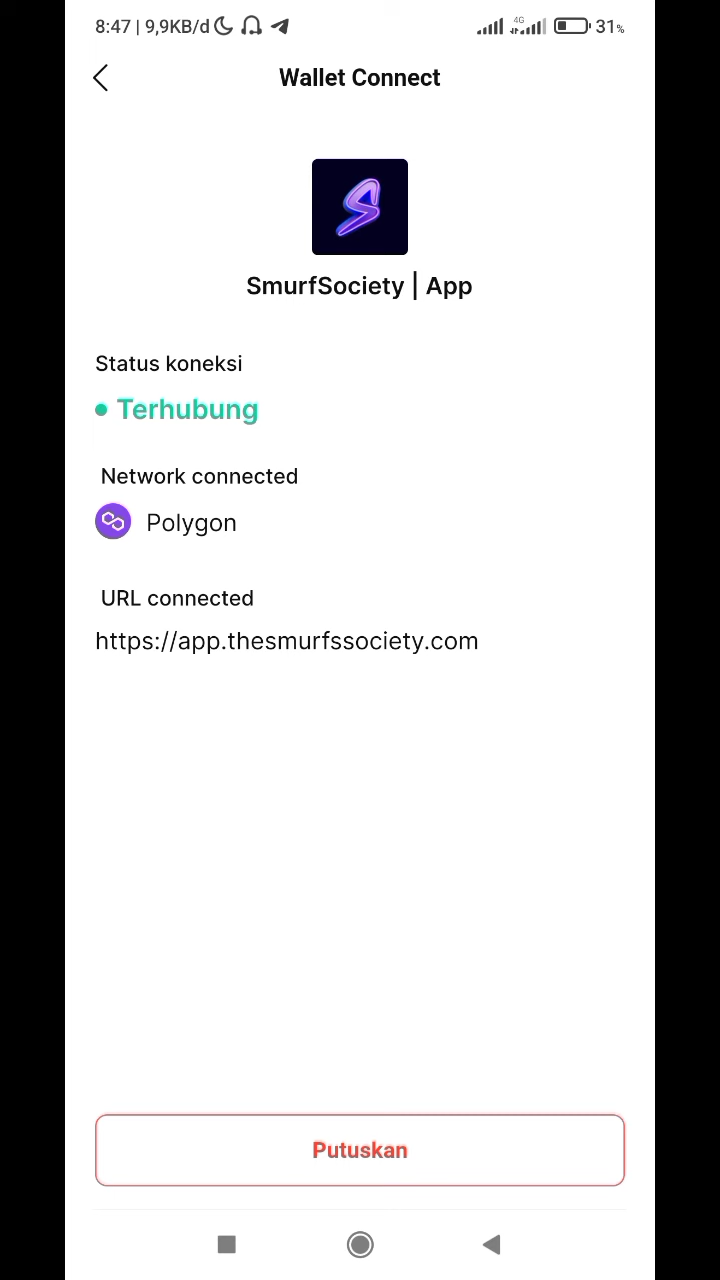 8:47 | 9,9KB/d 4G 31%
Wallet Connect
SmurfSociety | App
Status koneksi
Terhubung
Network connected
Polygon
URL connected
https://app.thesmurfssociety.com
Putuskan